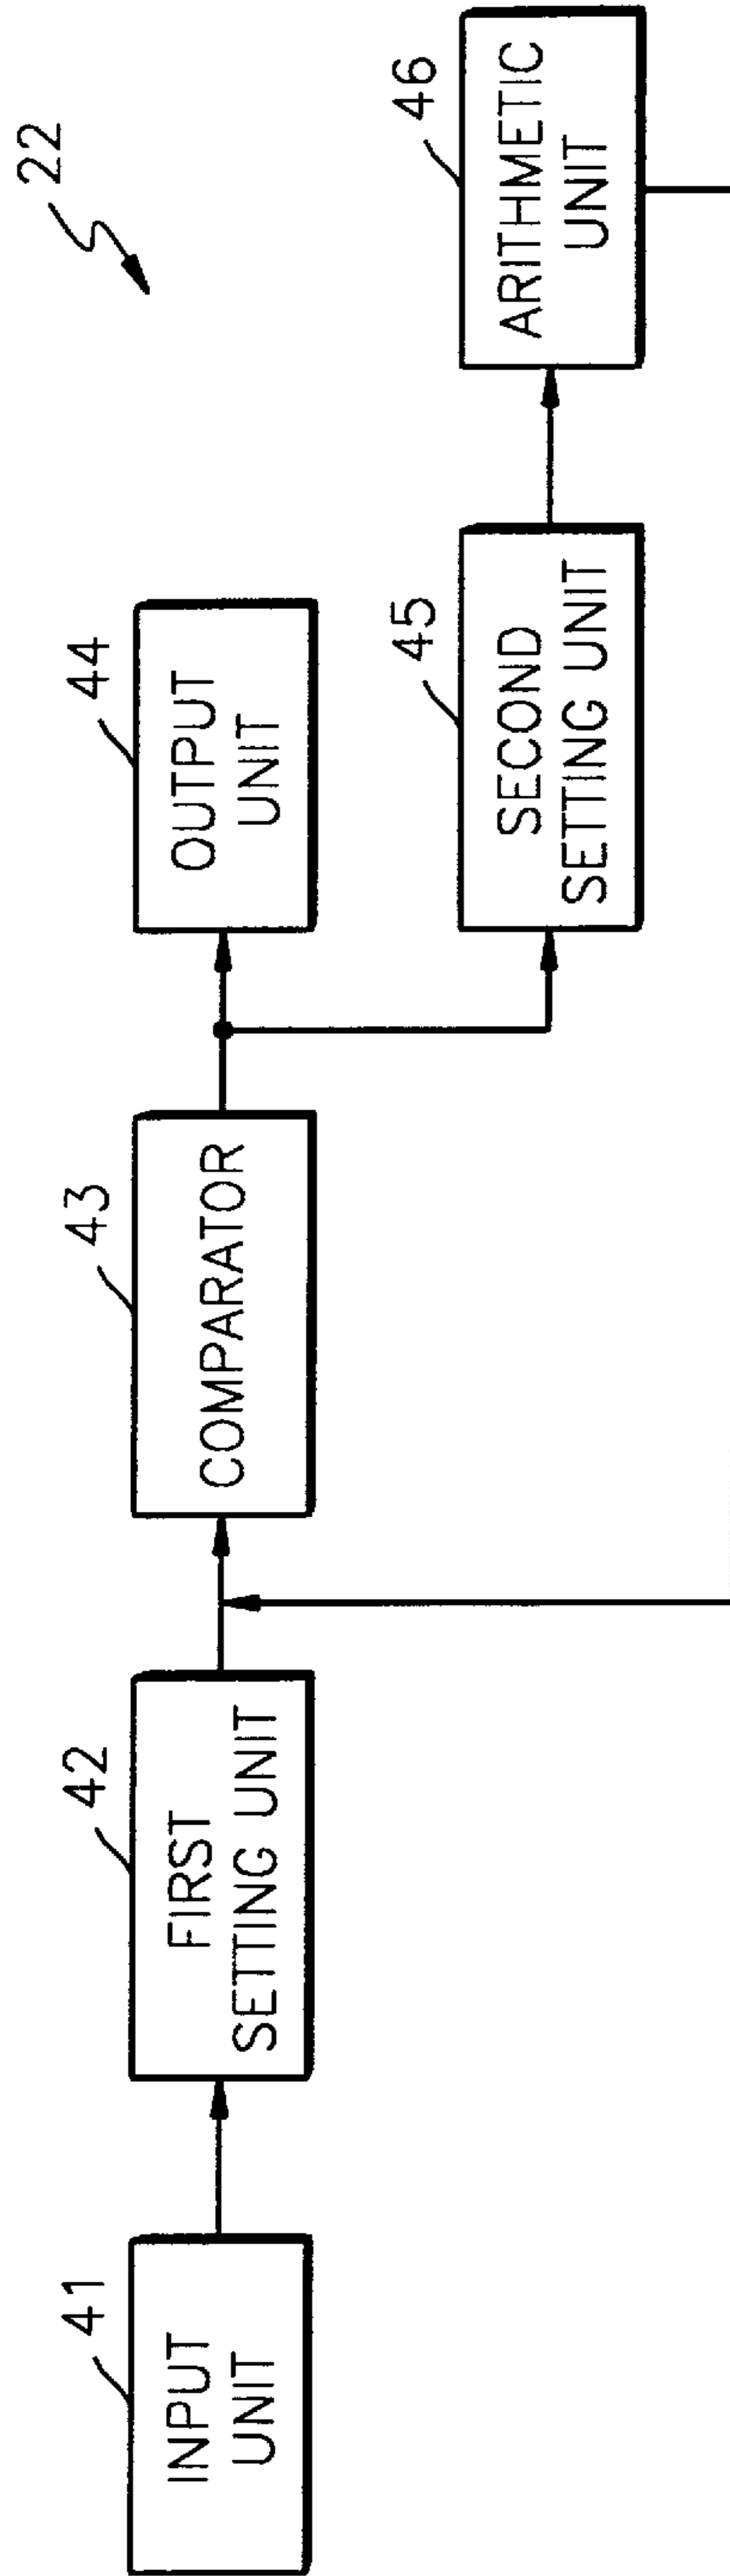 22
41
INPUT
UNIT
42
FIRST
SETTING UNIT
43
COMPARATOR
44
OUTPUT
UNIT
45
SECOND
SETTING UNIT
46
ARITHMETIC
UNIT